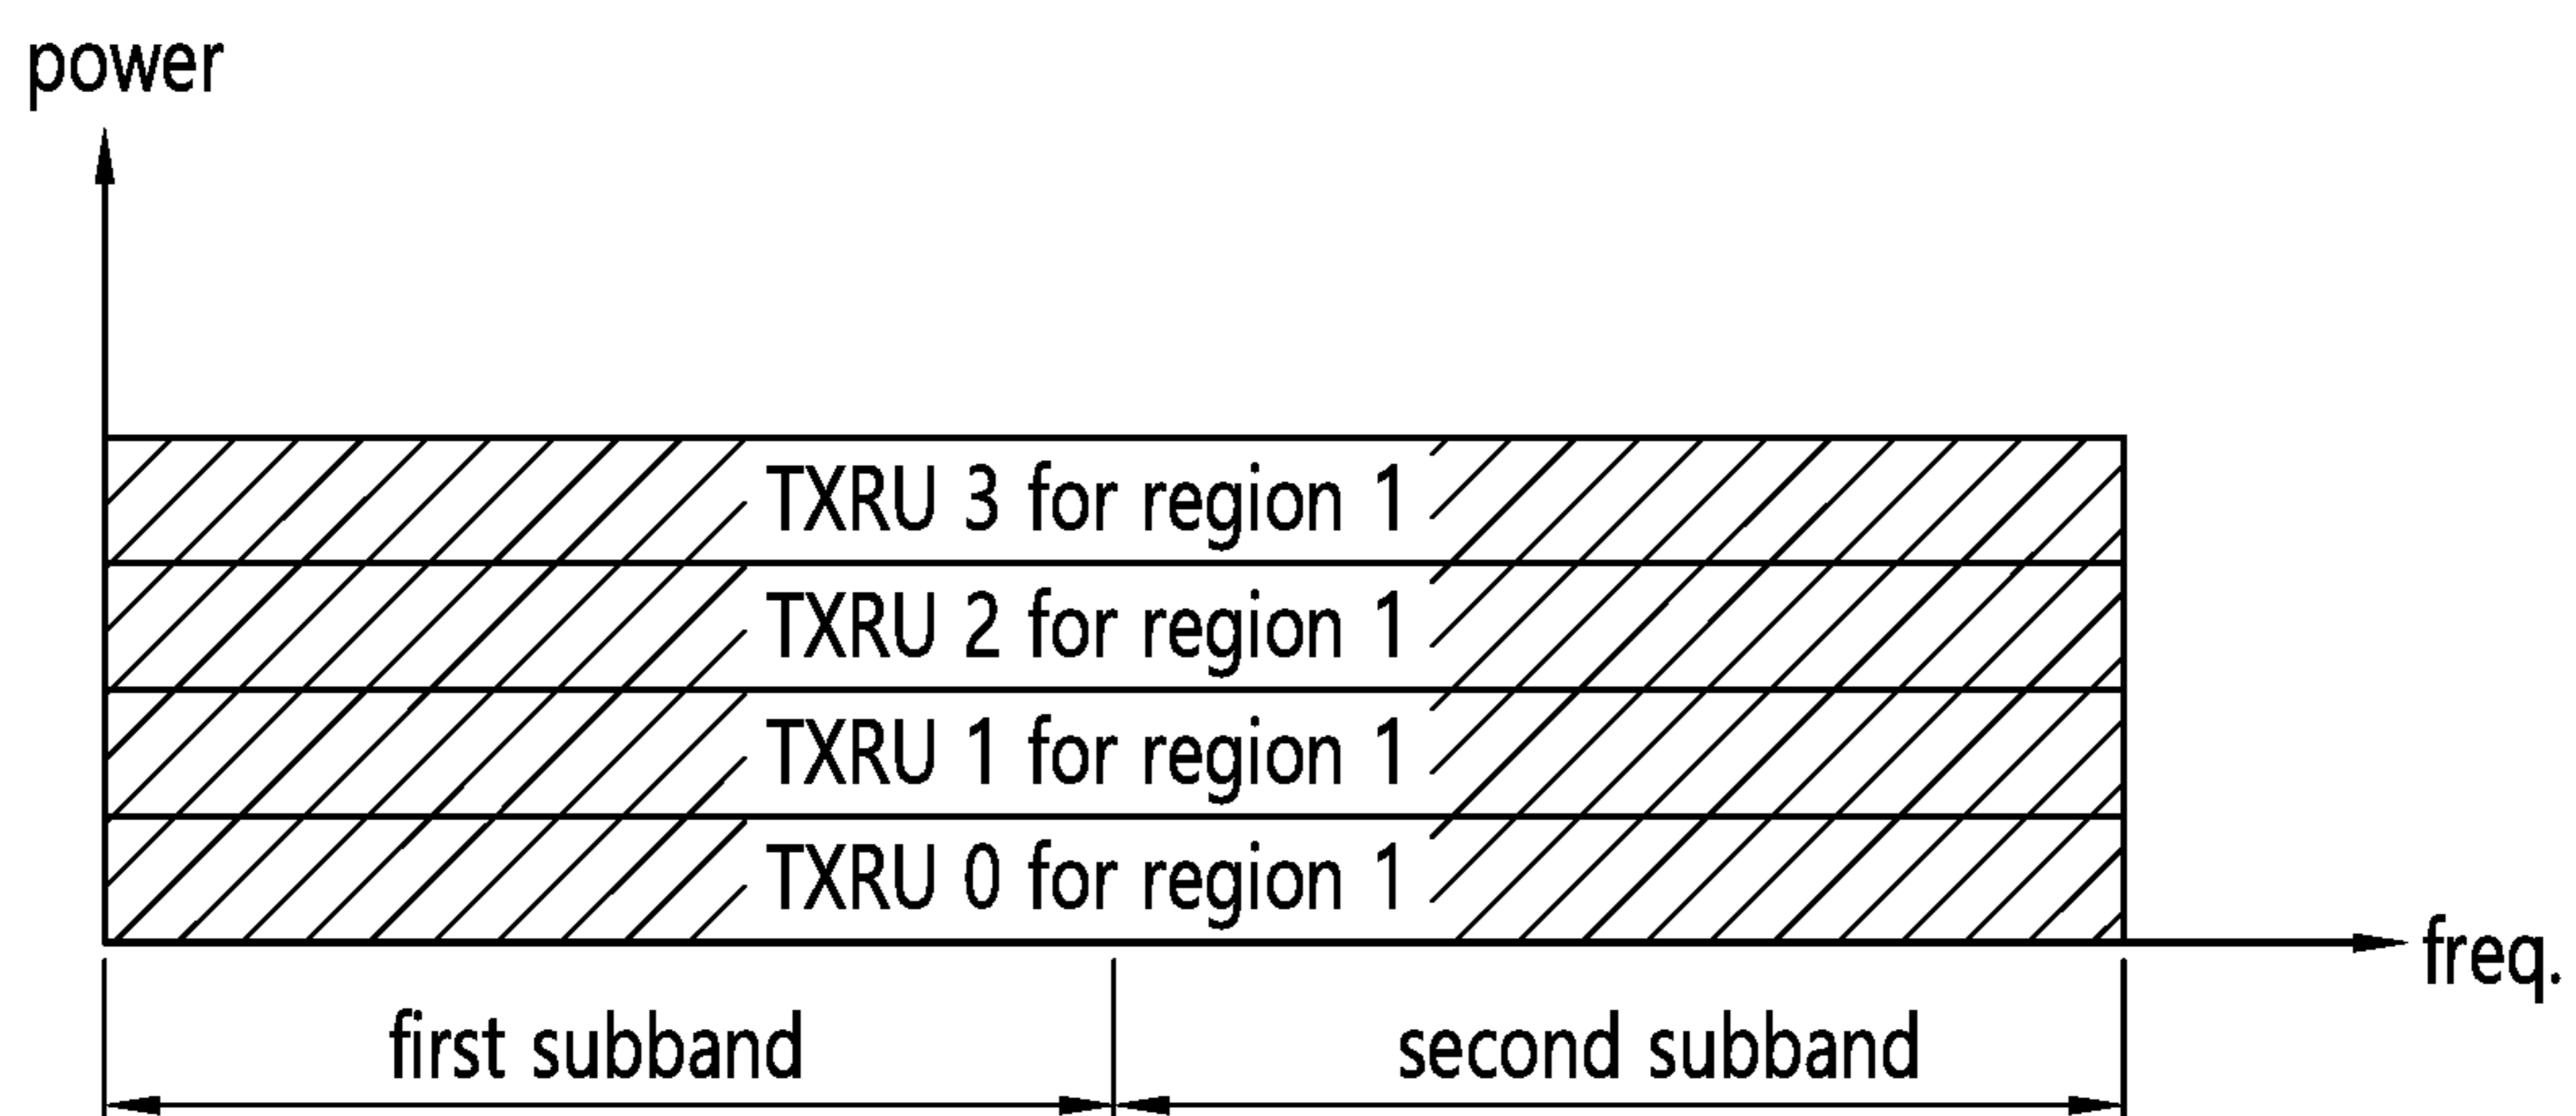 power
TXRU 3 for region 1
TXRU 2 for region 1
TXRU 1 for region 1
TXRU 0 for region 1
freq.
first subband
second subband